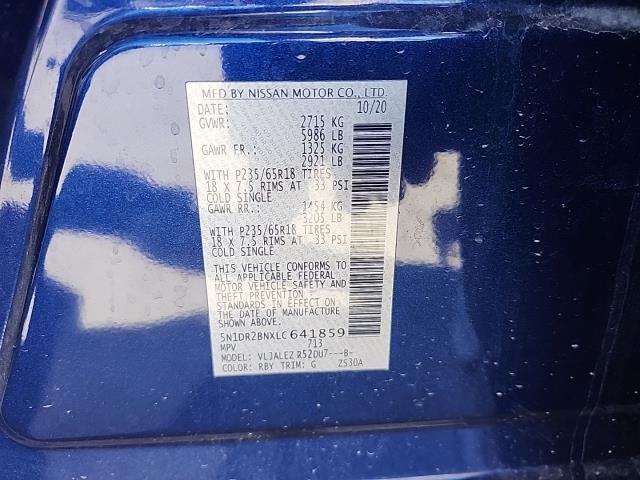 MFD BY NISSAN MOTOR CO., LTD.
DATE: 10/20
GVWR: 2715 KG
5986 LB
GAWR FR.: 1325 KG
2921 LB
WITH P235/65R18 TIRES
18 X 7.5 RIMS AT 33 PSI
COLD SINGLE
GAWR RR.: 1454 KG
3205 LB
WITH P235/65R18 TIRES
18 X 7.5 RIMS AT 33 PSI
COLD SINGLE
THIS VEHICLE CONFORMS TO
ALL APPLICABLE FEDERAL
MOTOR VEHICLE SAFETY AND
THEFT PREVENTION
STANDARDS IN EFFECT ON
THE DATE OF MANUFACTURE
SHOWN ABOVE.
5N1DR2BNXLC641859
MPV 713
MODEL: VLJALEZ R52DU7---B-
COLOR: RBY TRIM: G ZS30A